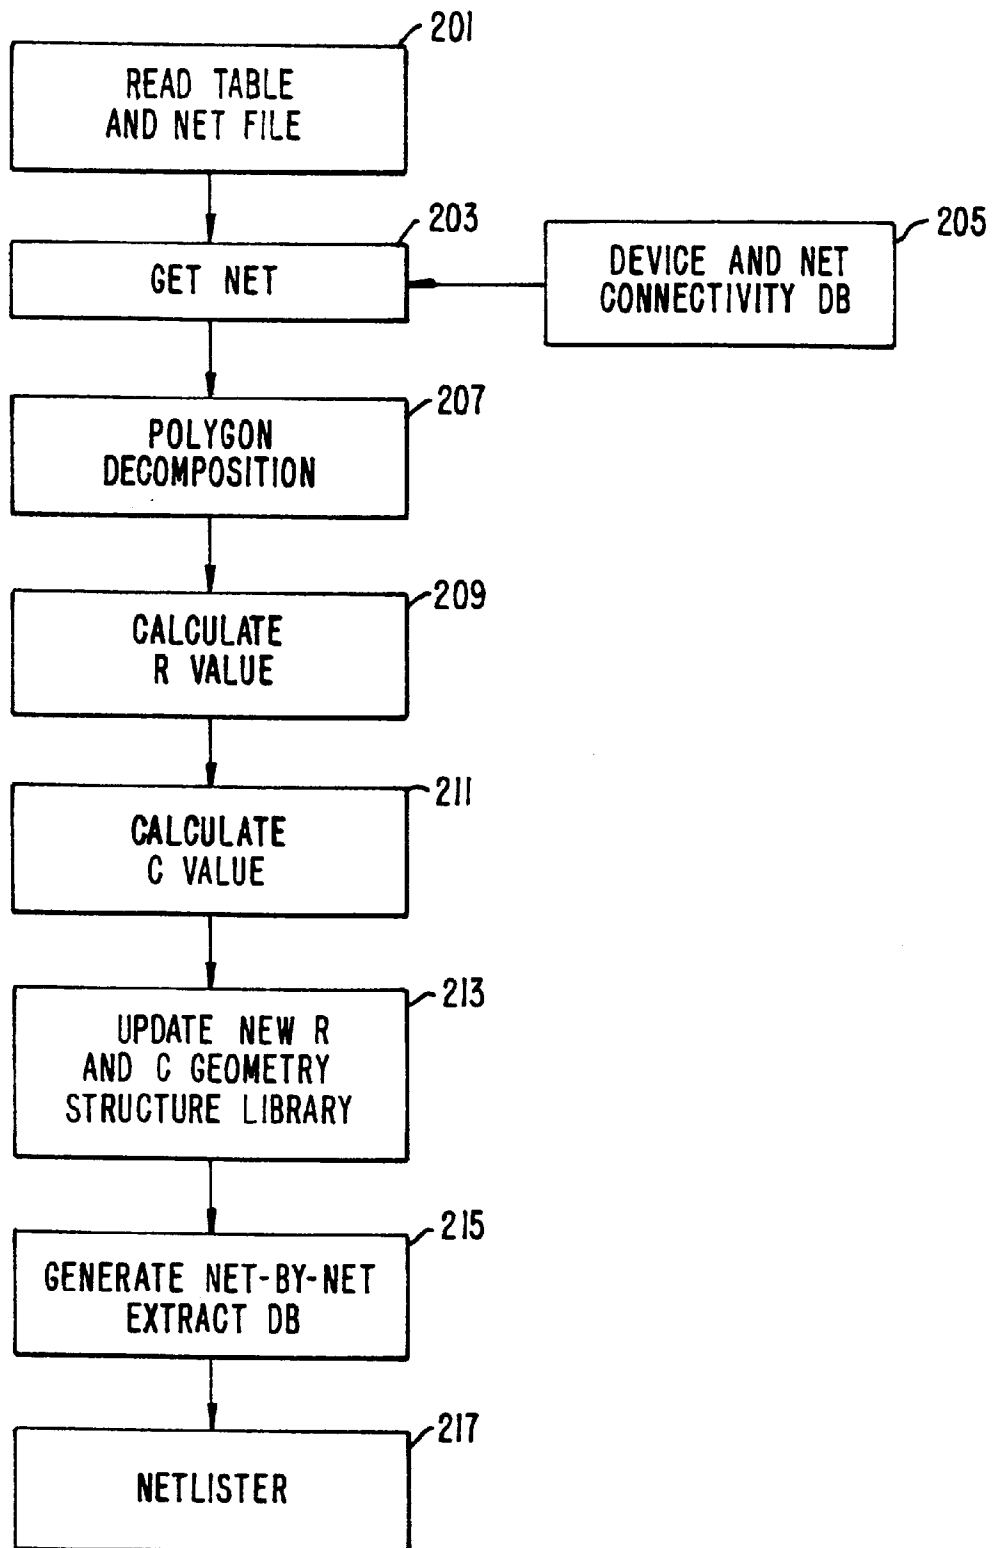 201
READ TABLE
AND NET FILE
203
GET NET
205
DEVICE AND NET
CONNECTIVITY DB
207
POLYGON
DECOMPOSITION
209
CALCULATE
R VALUE
211
CALCULATE
C VALUE
213
UPDATE NEW R
AND C GEOMETRY
STRUCTURE LIBRARY
215
GENERATE NET-BY-NET
EXTRACT DB
217
NETLISTER